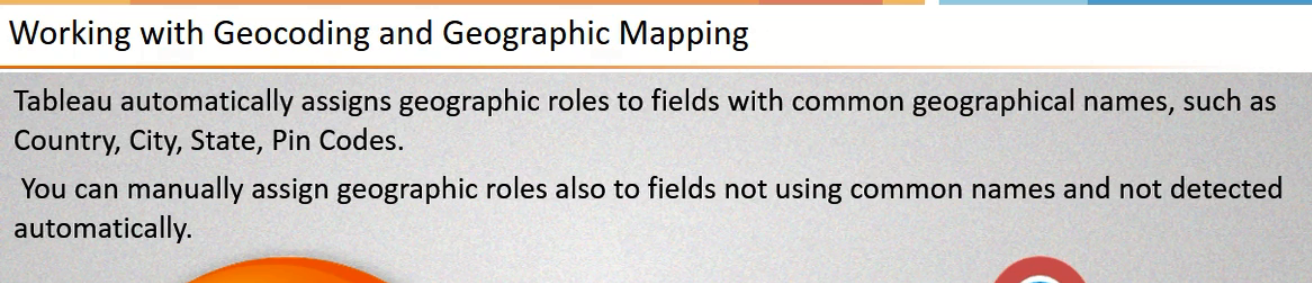 Working with Geocoding and Geographic Mapping
Tableau automatically assigns geographic roles to fields with common geographical names, such as
Country, City, State, Pin Codes.
You can manually assign geographic roles also to fields not using common names and not detected
automatically.